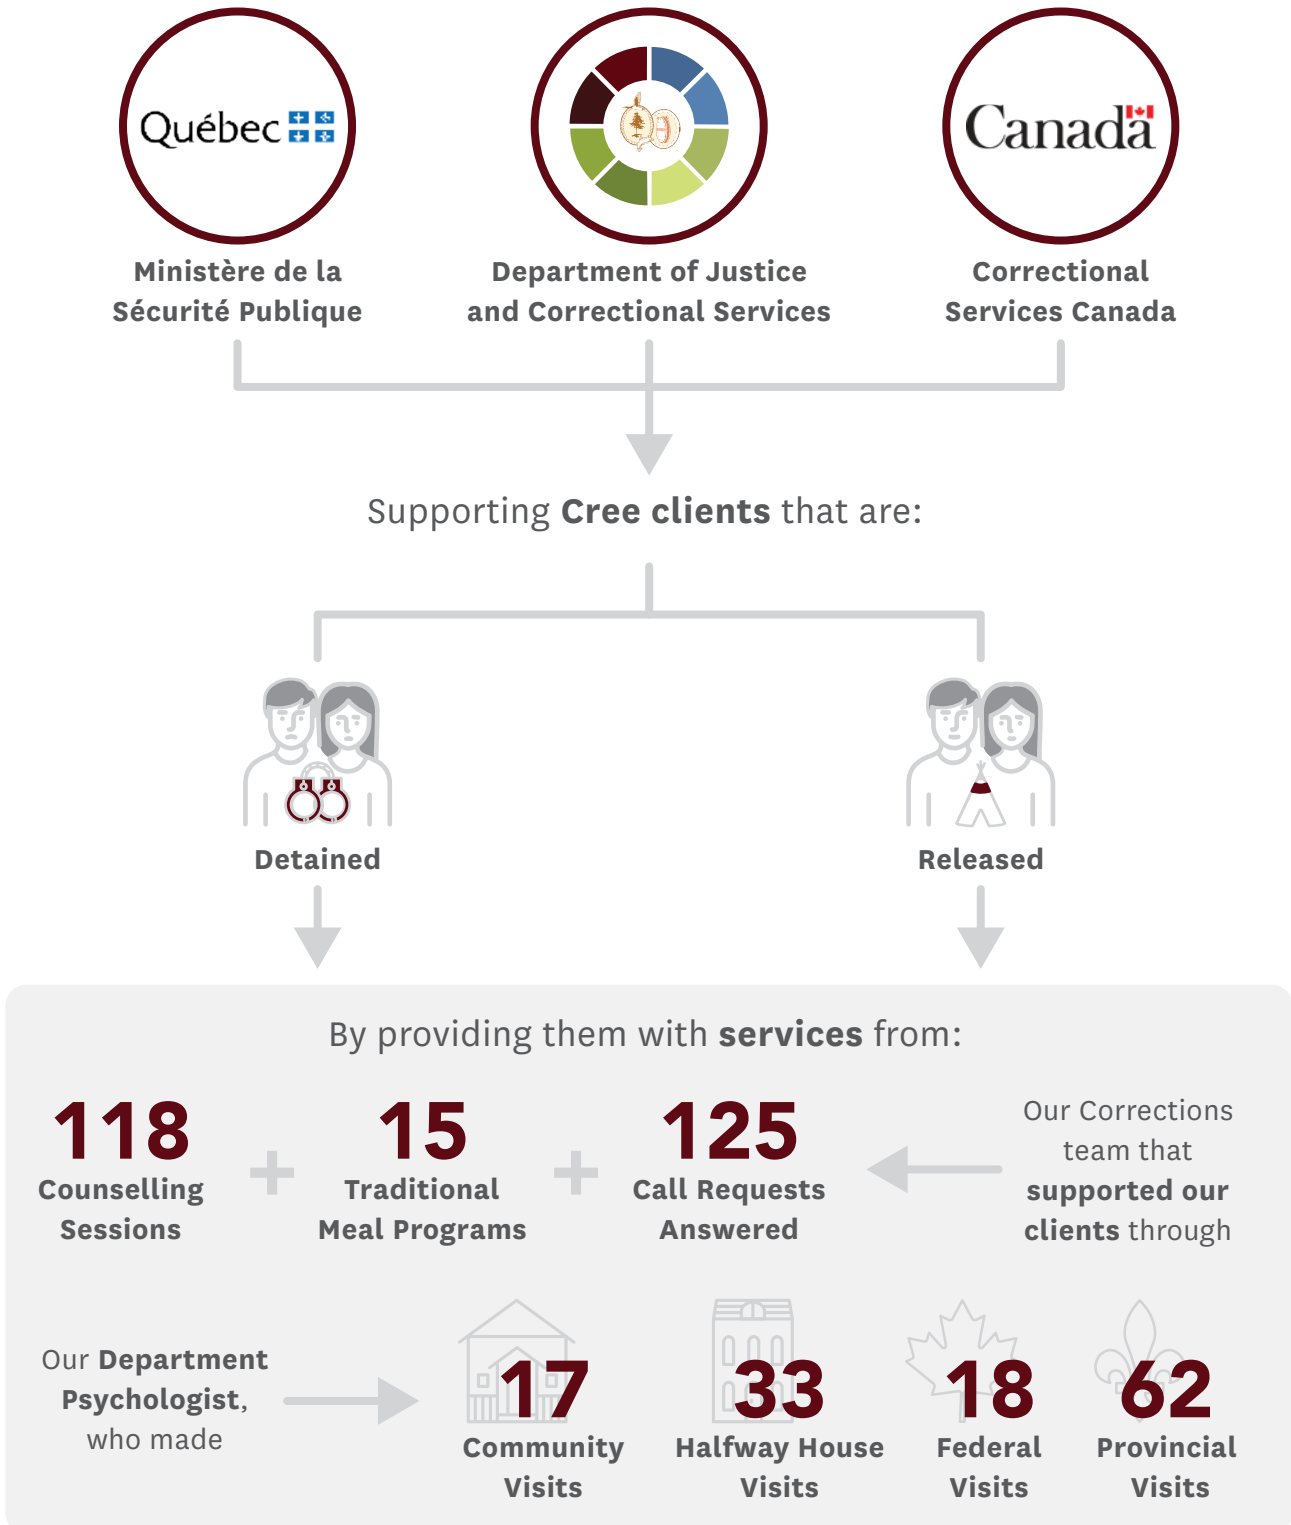 Québec
Canada
Ministère de la
Sécurité Publique
Department of Justice
and Correctional Services
Correctional
Services Canada
Supporting Cree clients that are:
Detained
Released
By providing them with services from:
118
Counselling
Sessions
+
15
Traditional
Meal Programs
+
125
Call Requests
Answered
Our Corrections
team that
supported our
clients through
Our Department
Psychologist,
who made
17
Community
Visits
33
Halfway House
Visits
18
Federal
Visits
62
Provincial
Visits